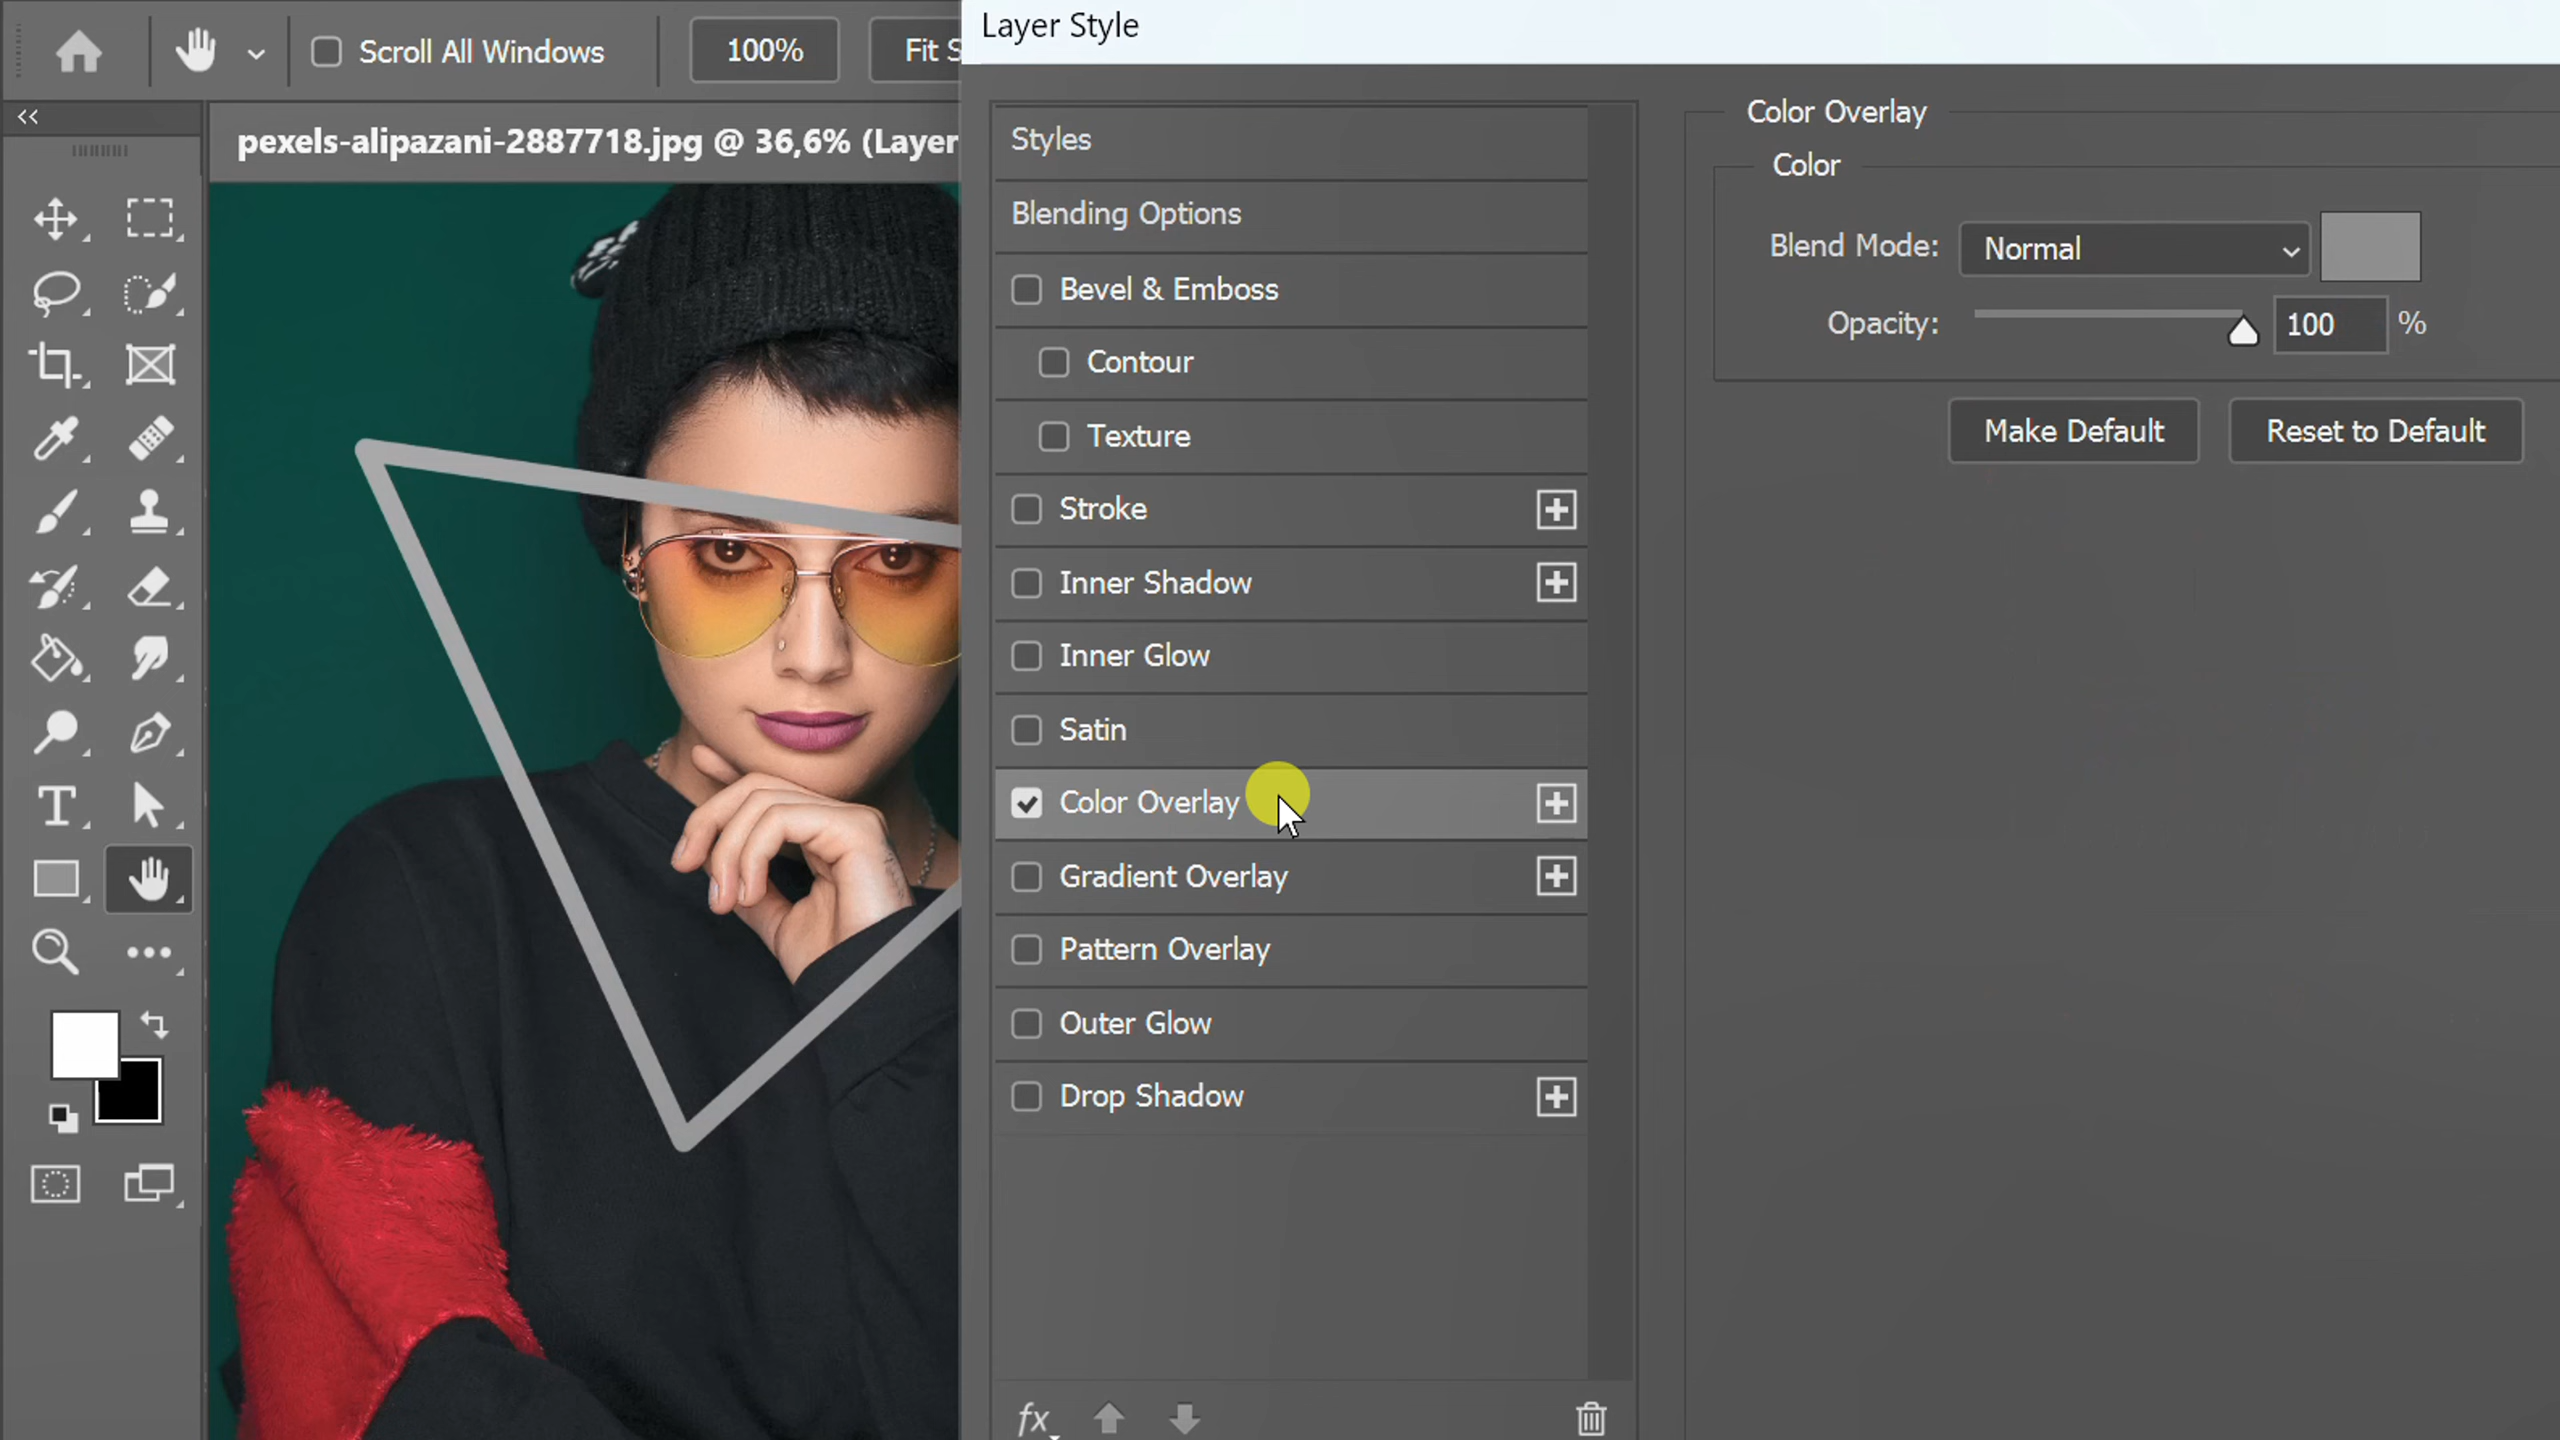 Scroll All Windows
100%
Fit S
Layer Style
pexels-alipazani-2887718.jpg @ 36,6% (Layer
Styles
Blending Options
Bevel & Emboss
Contour
Texture
Stroke
Inner Shadow
Inner Glow
Satin
Color Overlay
Gradient Overlay
Pattern Overlay
Outer Glow
Drop Shadow
fx
Color Overlay
Color
Blend Mode: Normal
Opacity: 100 %
Make Default
Reset to Default